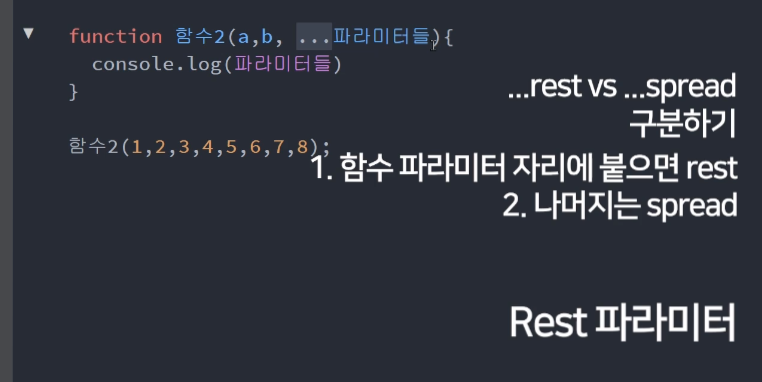 function 함수2(a,b, ...파라미터들){
console.log(파라미터들)
}
함수2(1,2,3,4,5,6,7,8);
...rest vs ...spread
구분하기
1. 함수 파라미터 자리에 붙으면 rest
2. 나머지는 spread
Rest 파라미터